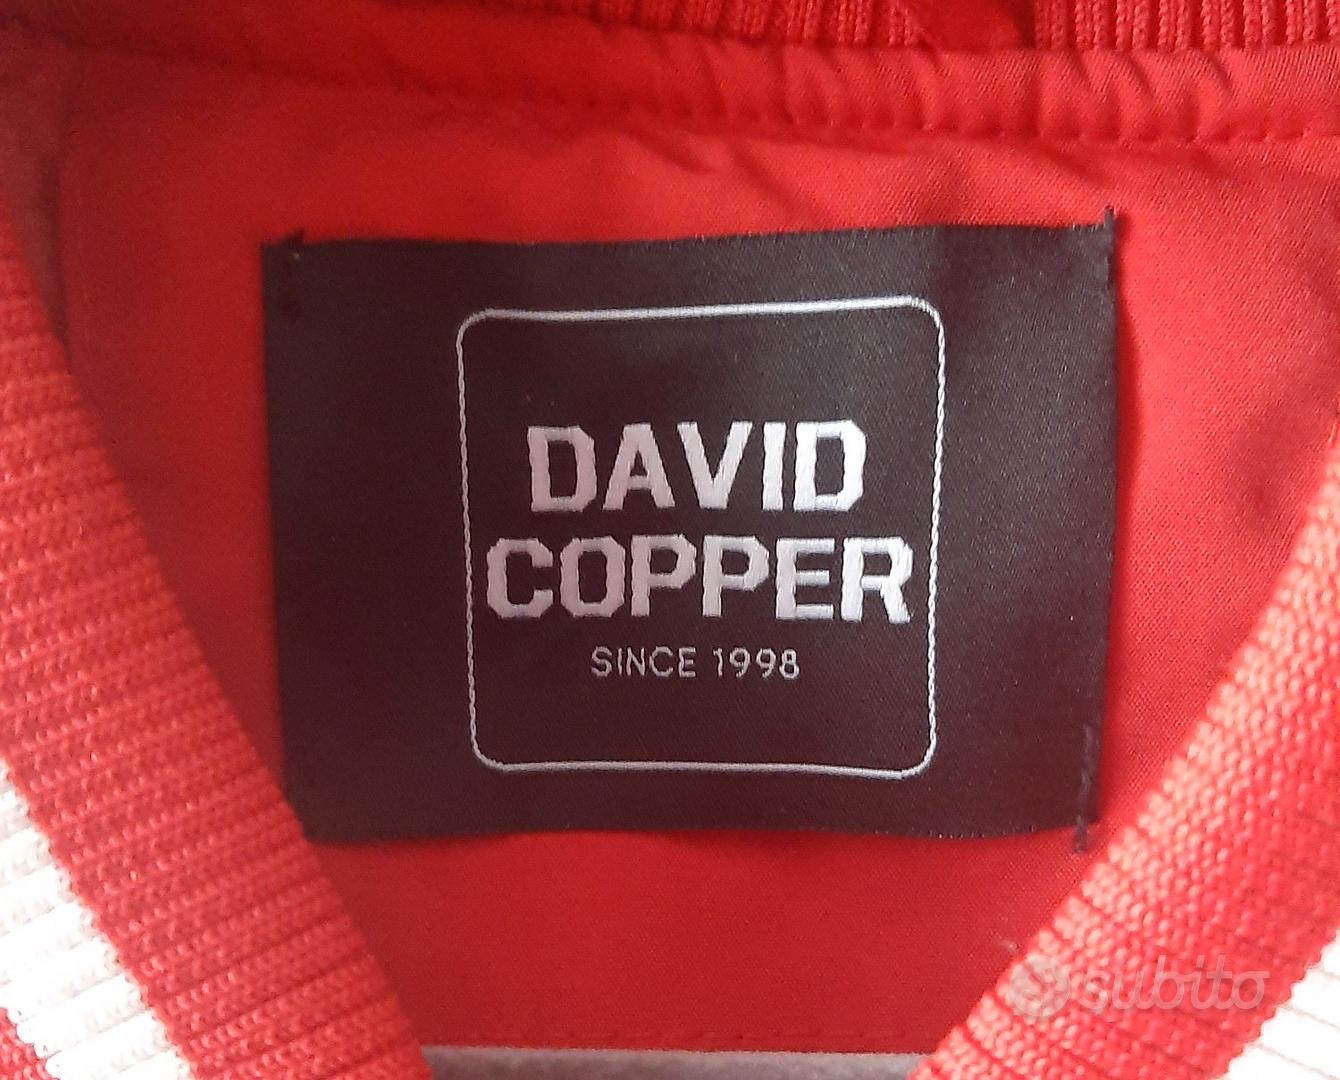 DAVID
COPPER
SINCE 1998
subito